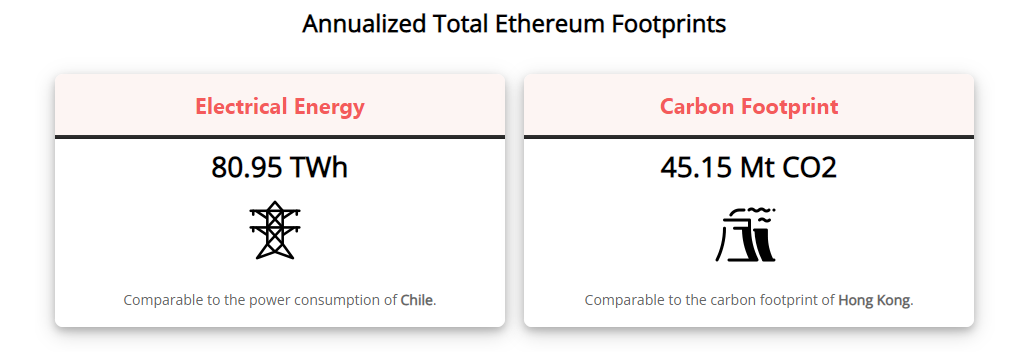 Annualized Total Ethereum Footprints
Electrical Energy
80.95 TWh
Comparable to the power consumption of Chile.
Carbon Footprint
45.15 Mt CO2
Comparable to the carbon footprint of Hong Kong.